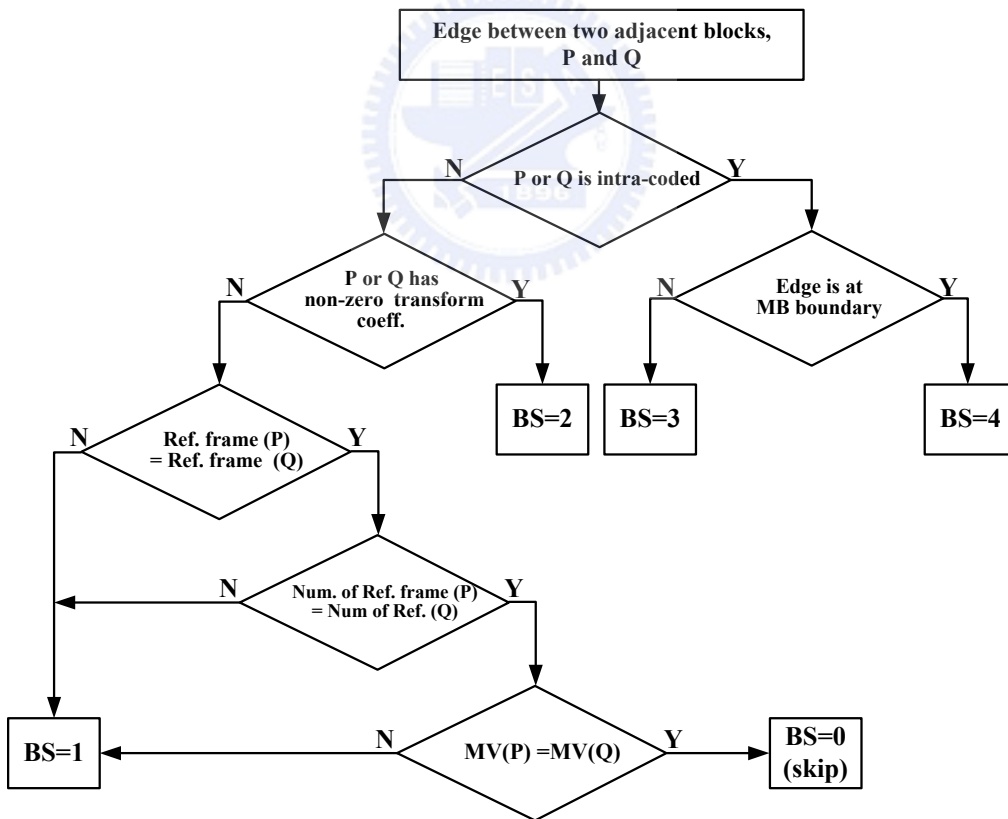 Edge between two adjacent blocks,
P and Q
N
P or Q is intra-coded
Y
1896
E S
N
P or Q has
non-zero transform
coeff.
Y
N
Edge is at
MB boundary
Y
BS=2
BS=3
BS=4
N
Ref. frame (P)
= Ref. frame (Q)
Y
N
Num. of Ref. frame (P)
= Num of Ref. (Q)
Y
BS=1
N
MV(P) =MV(Q)
Y
BS=0
(skip)